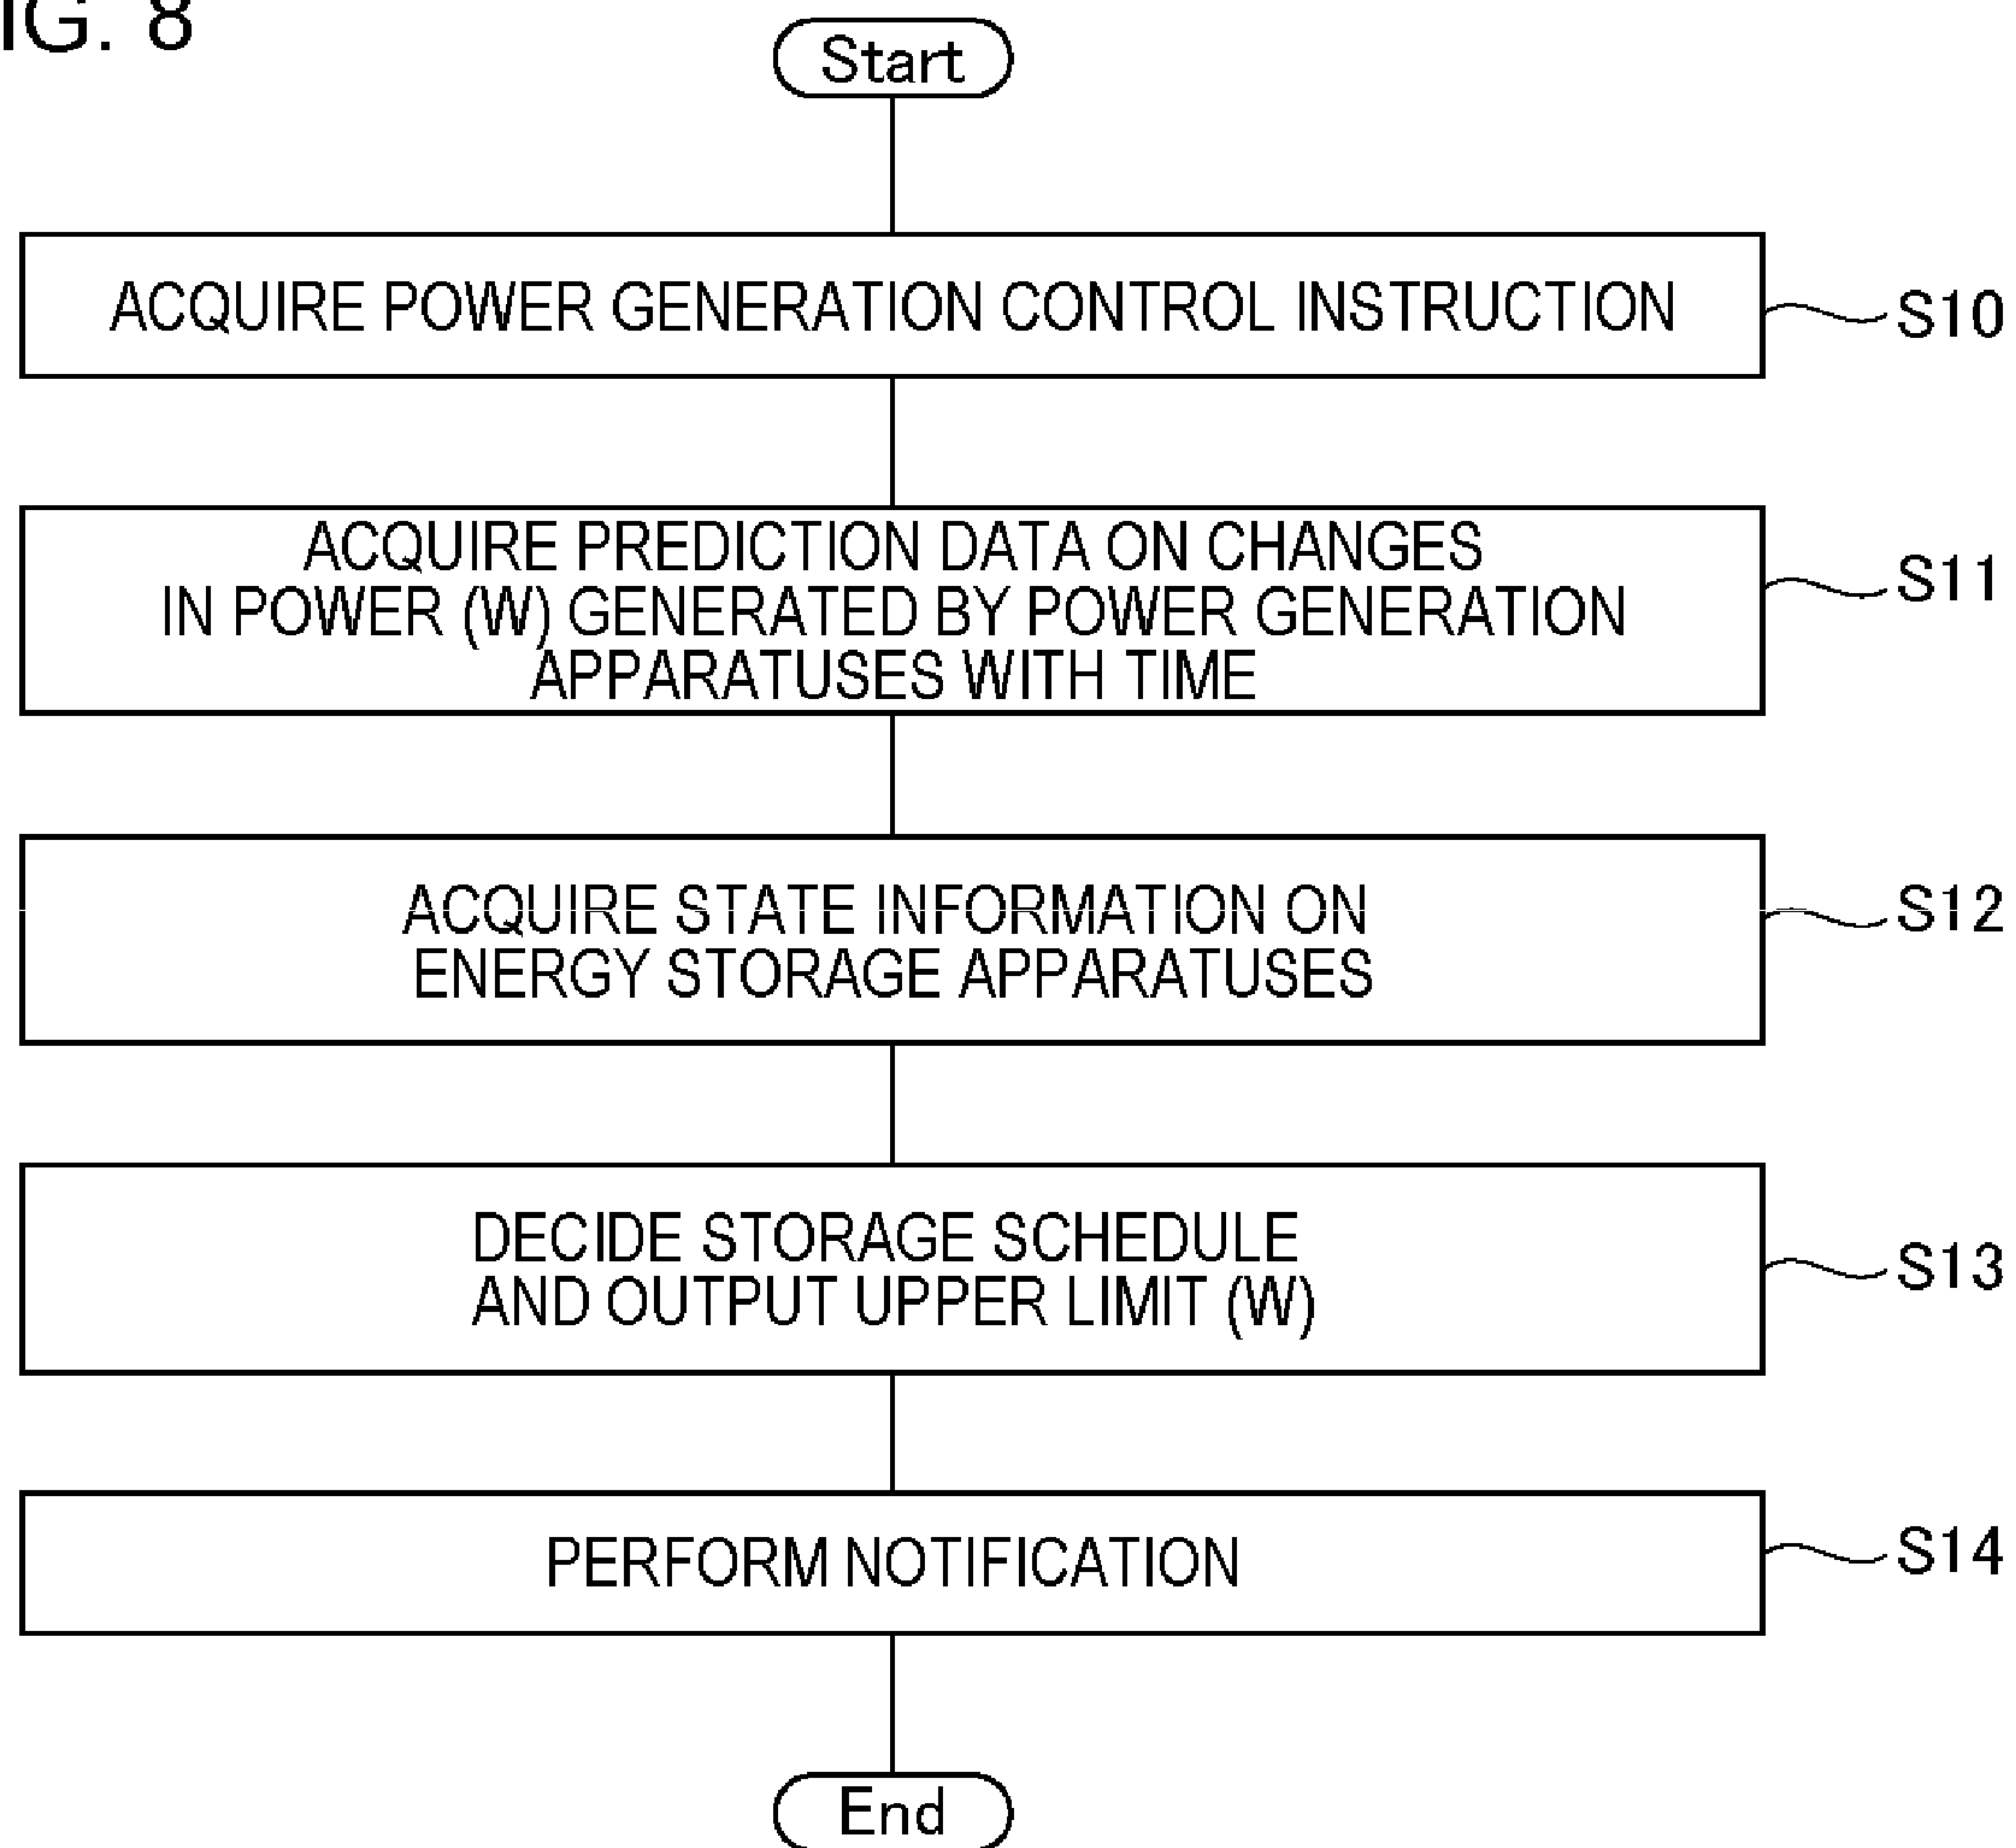 IG. 8
Start
ACQUIRE POWER GENERATION CONTROL INSTRUCTION
S10
ACQUIRE PREDICTION DATA ON CHANGES
IN POWER (W) GENERATED BY POWER GENERATION
APPARATUSES WITH TIME
S11
ACQUIRE STATE INFORMATION ON
ENERGY STORAGE APPARATUSES
S12
DECIDE STORAGE SCHEDULE
AND OUTPUT UPPER LIMIT (W)
S13
PERFORM NOTIFICATION
S14
End